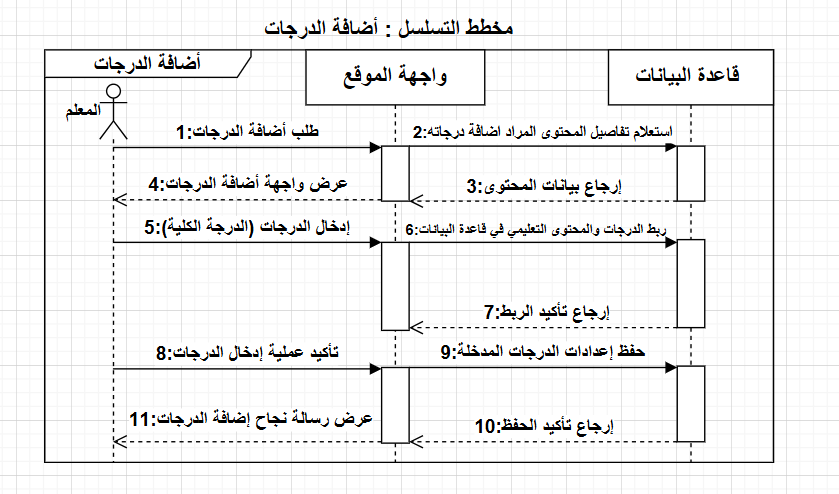 مخطط التسلسل : أضافة الدرجات
أضافة الدرجات
واجهة الموقع
قاعدة البيانات
المعلم
1:طلب أضافة الدرجات
2:استعلام تفاصيل المحتوى المراد اضافة درجاته
3:إرجاع بيانات المحتوى
4:عرض واجهة أضافة الدرجات
5:إدخال الدرجات (الدرجة الكلية)
6:ربط الدرجات والمحتوى التعليمي في قاعدة البيانات
7:إرجاع تأكيد الربط
8:تأكيد عملية إدخال الدرجات
9:حفظ إعدادات الدرجات المدخلة
10:إرجاع تأكيد الحفظ
11:عرض رسالة نجاح إضافة الدرجات